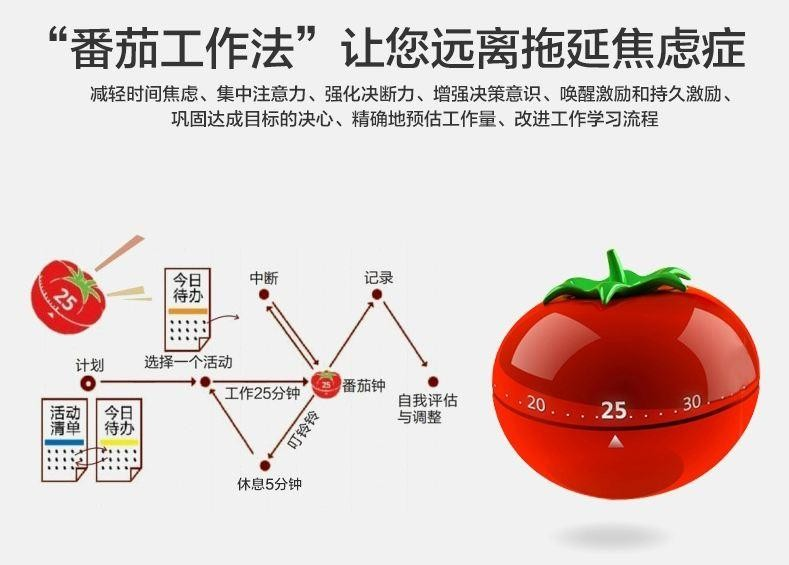 “番茄工作法”让您远离拖延焦虑症
减轻时间焦虑、集中注意力、强化决断力、增强决策意识、唤醒激励和持久激励、
巩固达成目标的决心、精确地预估工作量、改进工作学习流程
25
今日
待办
中断
记录
计划
选择一个活动
工作25分钟
25
番茄钟
自我评估
与调整
活动
清单
今日
待办
叮铃铃
休息5分钟
20
25
30